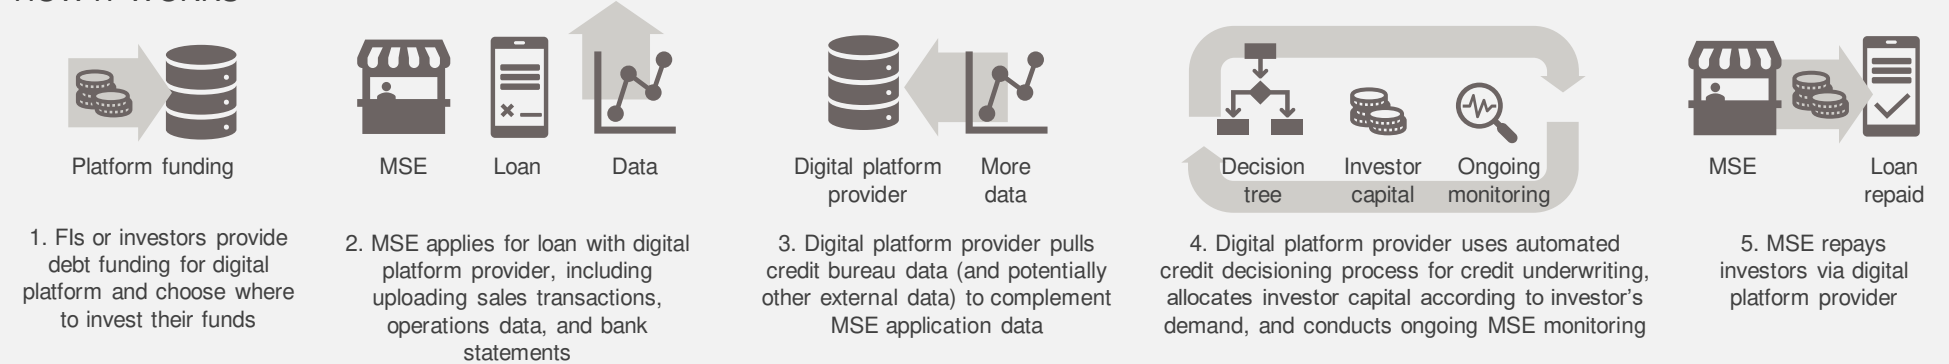 HOW IT WORKS
Platform funding
1. FIs or investors provide
debt funding for digital
platform and choose where
to invest their funds
MSE
Loan
Data
2. MSE applies for loan with digital
platform provider, including
uploading sales transactions,
operations data, and bank
statements
Digital platform
provider
More
data
3. Digital platform provider pulls
credit bureau data (and potentially
other external data) to complement
MSE application data
Decision
tree
Investor
capital
Ongoing
monitoring
4. Digital platform provider uses automated
credit decisioning process for credit underwriting,
allocates investor capital according to investor's
demand, and conducts ongoing MSE monitoring
MSE
Loan
repaid
5. MSE repays
investors via digital
platform provider